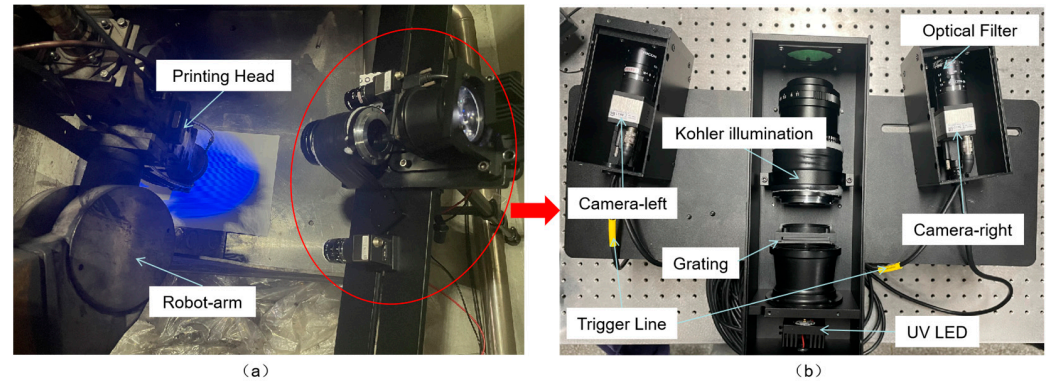 Printing Head
Robot-arm
Optical Filter
Kohler illumination
Camera-left
Camera-right
Grating
Trigger Line
UV LED
（a）
（b）